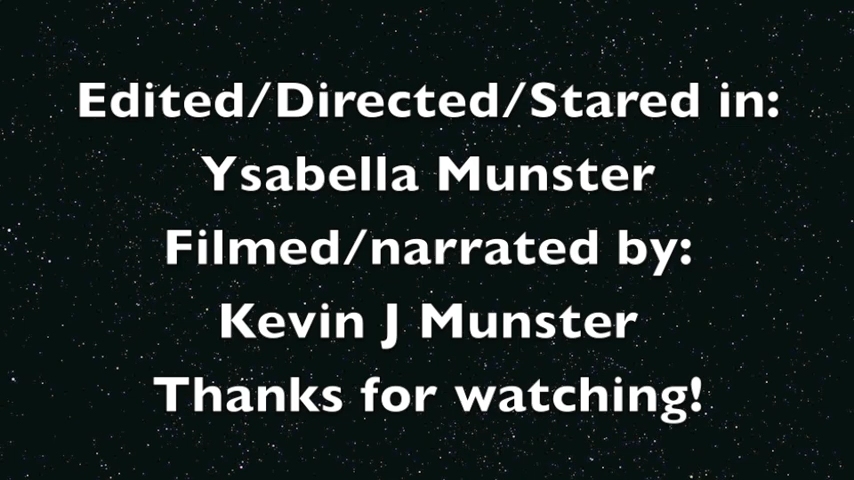 Edited/Directed/Stared in:
Ysabella Munster
Filmed/narrated by:
Kevin J Munster
Thanks for watching!